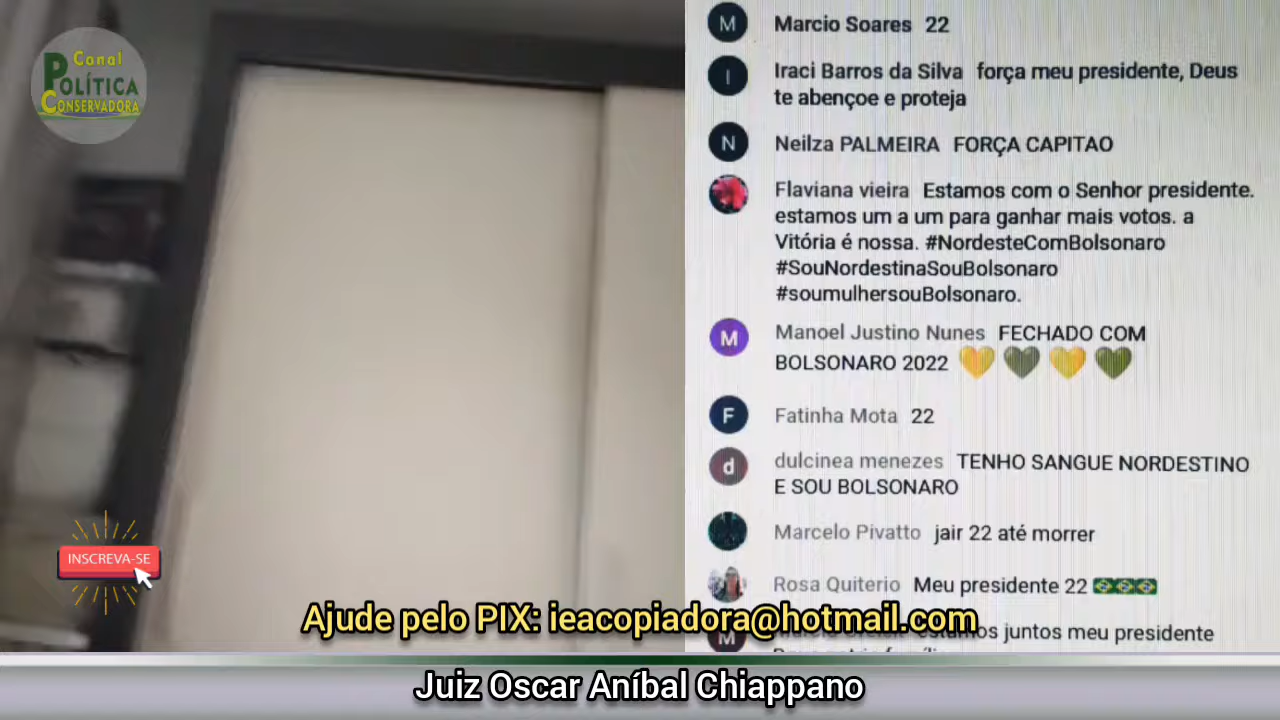 Canal
POLÍTICA
CONSERVADORA
M Marcio Soares 22
I Iraci Barros da Silva força meu presidente, Deus
te abençoe e proteja
N Neilza PALMEIRA FORÇA CAPITAO
Flaviana vieira Estamos com o Senhor presidente.
estamos um a um para ganhar mais votos. a
Vitória é nossa. #NordesteComBolsonaro
#SouNordestinaSouBolsonaro
#soumulhersouBolsonaro.
M Manoel Justino Nunes FECHADO COM
BOLSONARO 2022 💛💚💛💚
F Fatinha Mota 22
d dulcinea menezes TENHO SANGUE NORDESTINO
E SOU BOLSONARO
Marcelo Pivatto jair 22 até morrer
Rosa Quiterio Meu presidente 22 🇧🇷🇧🇷🇧🇷
M estamos juntos meu presidente
INSCREVA-SE
Ajude pelo PIX: ieacopiadora@hotmail.com
Juiz Oscar Aníbal Chiappano